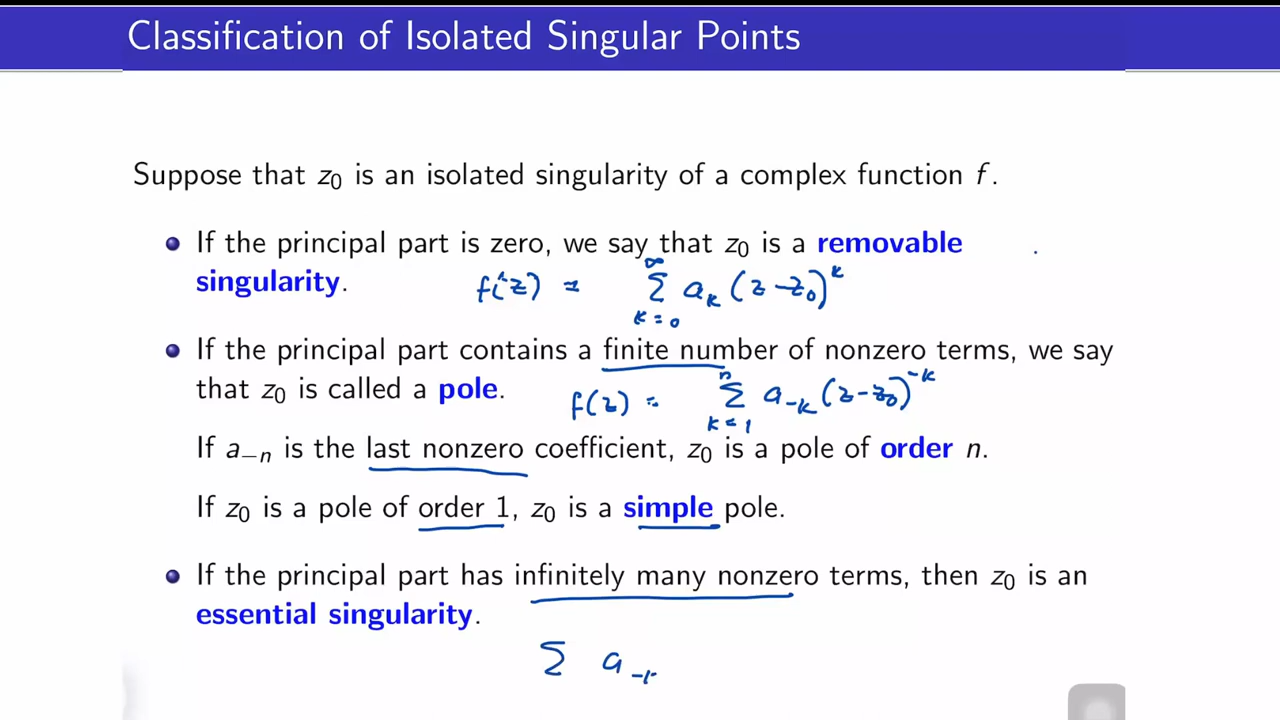 Classification of Isolated Singular Points
Suppose that z₀ is an isolated singularity of a complex function f.
If the principal part is zero, we say that z₀ is a removable
singularity.
f(z) = ∑_{k=0}^{∞} a_k (z-z₀)^k
If the principal part contains a finite number of nonzero terms, we say
that z₀ is called a pole.
f(z) = ∑_{k=1}^{n} a_{-k} (z-z₀)^{-k}
If a₋ₙ is the last nonzero coefficient, z₀ is a pole of order n.
If z₀ is a pole of order 1, z₀ is a simple pole.
If the principal part has infinitely many nonzero terms, then z₀ is an
essential singularity.
∑ a_{-k}